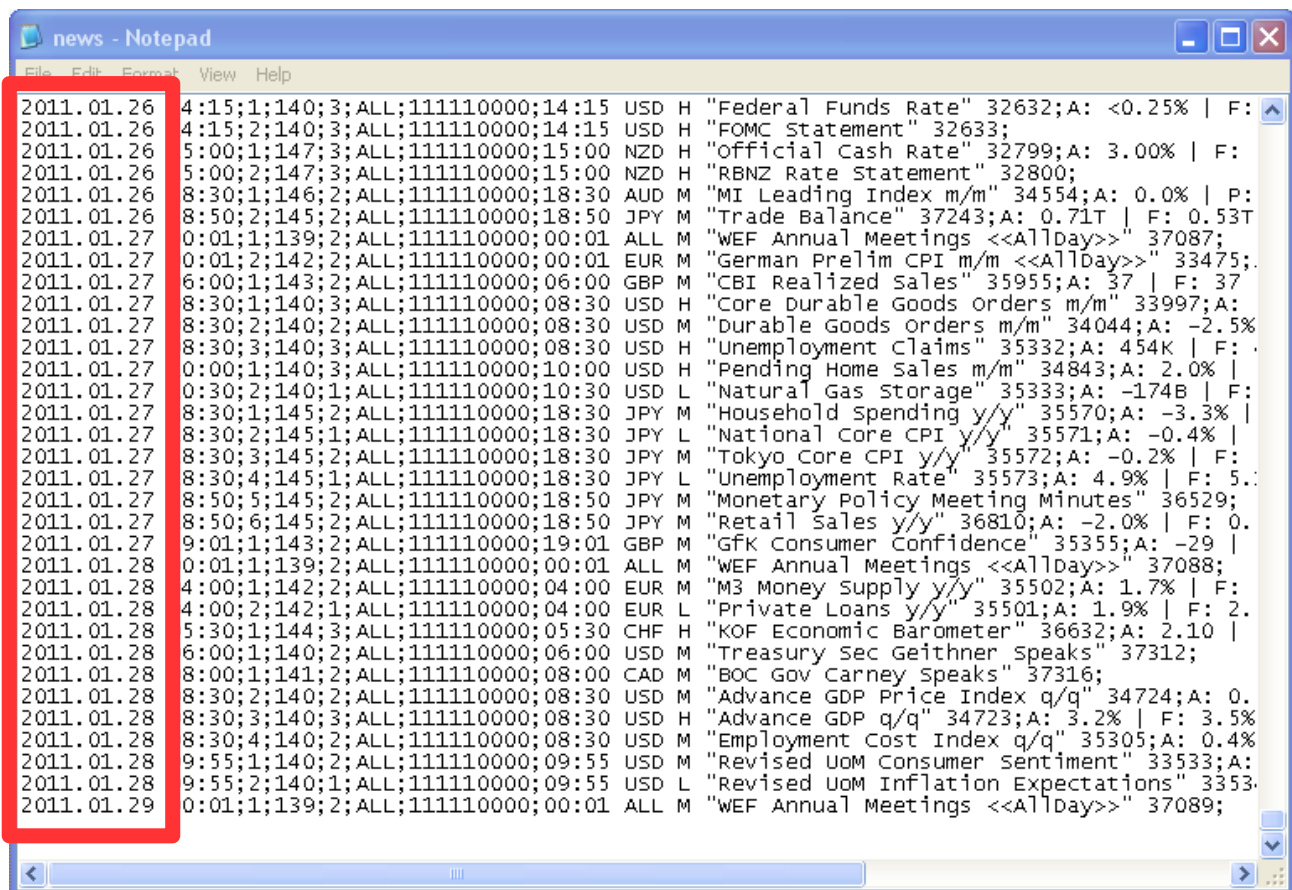 news - Notepad
File Edit Format View Help
2011.01.26 4:15;1;140;3;ALL;111110000;14:15 USD H "Federal Funds Rate" 32632;A: <0.25% | F:
2011.01.26 4:15;2;140;3;ALL;111110000;14:15 USD H "FOMC Statement" 32633;
2011.01.26 5:00;1;147;3;ALL;111110000;15:00 NZD H "Official Cash Rate" 32799;A: 3.00% | F:
2011.01.26 5:00;2;147;3;ALL;111110000;15:00 NZD H "RBNZ Rate Statement" 32800;
2011.01.26 8:30;1;146;2;ALL;111110000;18:30 AUD M "MI Leading Index m/m" 34554;A: 0.0% | P:
2011.01.26 8:50;2;145;2;ALL;111110000;18:50 JPY M "Trade Balance" 37243;A: 0.71T | F: 0.53T
2011.01.27 0:01;1;139;2;ALL;111110000;00:01 ALL M "WEF Annual Meetings <<AllDay>>" 37087;
2011.01.27 0:01;2;142;2;ALL;111110000;00:01 EUR M "German Prelim CPI m/m <<AllDay>>" 33475;
2011.01.27 6:00;1;143;2;ALL;111110000;06:00 GBP M "CBI Realized Sales" 35955;A: 37 | F: 37
2011.01.27 8:30;1;140;3;ALL;111110000;08:30 USD H "Core Durable Goods Orders m/m" 33997;A:
2011.01.27 8:30;2;140;2;ALL;111110000;08:30 USD M "Durable Goods Orders m/m" 34044;A: -2.5%
2011.01.27 8:30;3;140;3;ALL;111110000;08:30 USD H "Unemployment Claims" 35332;A: 454K | F:
2011.01.27 0:00;1;140;3;ALL;111110000;10:00 USD H "Pending Home Sales m/m" 34843;A: 2.0% |
2011.01.27 0:30;2;140;1;ALL;111110000;10:30 USD L "Natural Gas Storage" 35333;A: -174B | F:
2011.01.27 8:30;1;145;2;ALL;111110000;18:30 JPY M "Household Spending y/y" 35570;A: -3.3% |
2011.01.27 8:30;2;145;1;ALL;111110000;18:30 JPY L "National Core CPI y/y" 35571;A: -0.4% |
2011.01.27 8:30;3;145;2;ALL;111110000;18:30 JPY M "Tokyo Core CPI y/y" 35572;A: -0.2% | F:
2011.01.27 8:30;4;145;1;ALL;111110000;18:30 JPY L "Unemployment Rate" 35573;A: 4.9% | F: 5.
2011.01.27 8:50;5;145;2;ALL;111110000;18:50 JPY M "Monetary Policy Meeting Minutes" 36529;
2011.01.27 8:50;6;145;2;ALL;111110000;18:50 JPY M "Retail Sales y/y" 36810;A: -2.0% | F: 0.
2011.01.27 9:01;1;143;2;ALL;111110000;19:01 GBP M "GfK Consumer Confidence" 35355;A: -29 |
2011.01.28 0:01;1;139;2;ALL;111110000;00:01 ALL M "WEF Annual Meetings <<AllDay>>" 37088;
2011.01.28 4:00;1;142;2;ALL;111110000;04:00 EUR M "M3 Money Supply y/y" 35502;A: 1.7% | F:
2011.01.28 4:00;2;142;1;ALL;111110000;04:00 EUR L "Private Loans y/y" 35501;A: 1.9% | F: 2.
2011.01.28 5:30;1;144;3;ALL;111110000;05:30 CHF H "KOF Economic Barometer" 36632;A: 2.10 |
2011.01.28 6:00;1;140;2;ALL;111110000;06:00 USD M "Treasury Sec Geithner Speaks" 37312;
2011.01.28 8:00;1;141;2;ALL;111110000;08:00 CAD M "BOC Gov Carney Speaks" 37316;
2011.01.28 8:30;2;140;2;ALL;111110000;08:30 USD M "Advance GDP Price Index q/q" 34724;A: 0.
2011.01.28 8:30;3;140;3;ALL;111110000;08:30 USD H "Advance GDP q/q" 34723;A: 3.2% | F: 3.5%
2011.01.28 8:30;4;140;2;ALL;111110000;08:30 USD M "Employment Cost Index q/q" 35305;A: 0.4%
2011.01.28 9:55;1;140;2;ALL;111110000;09:55 USD M "Revised UoM Consumer Sentiment" 33533;A:
2011.01.28 9:55;2;140;1;ALL;111110000;09:55 USD L "Revised UoM Inflation Expectations" 3353
2011.01.29 0:01;1;139;2;ALL;111110000;00:01 ALL M "WEF Annual Meetings <<AllDay>>" 37089;